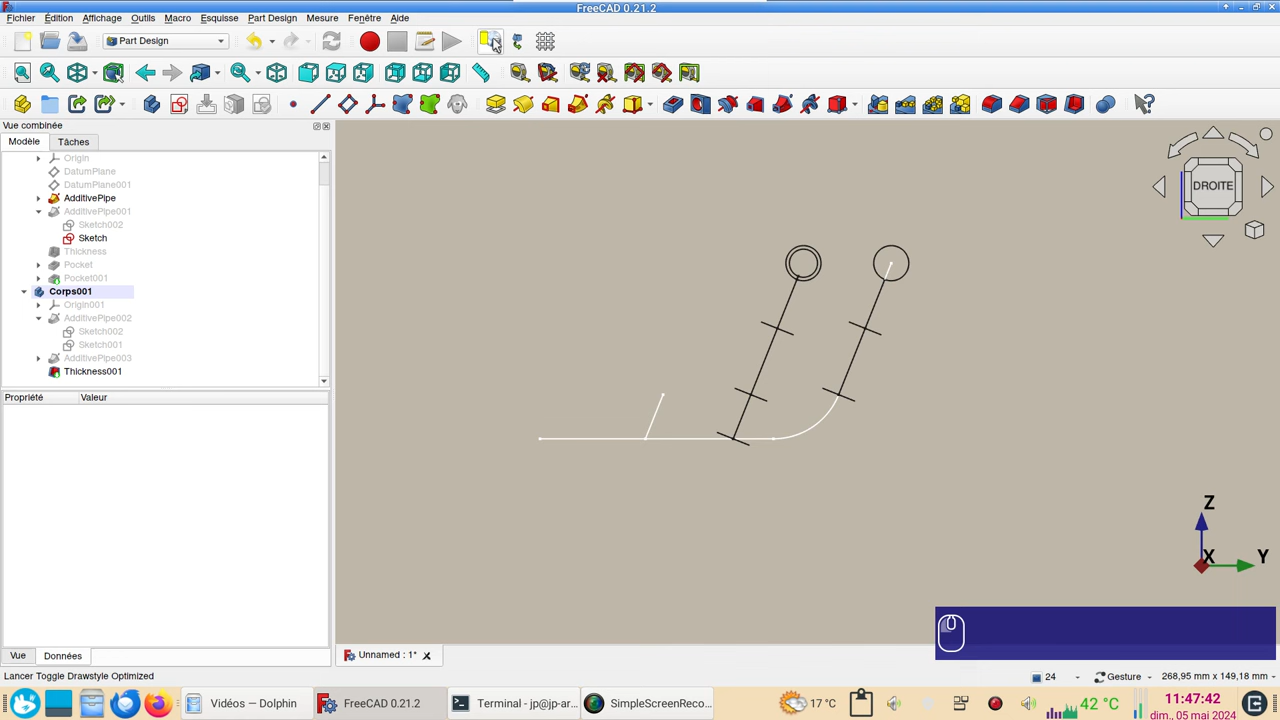 FreeCAD 0.21.2
Fichier Édition Affichage Outils Macro Esquisse Part Design Mesure Fenêtre Aide
Part Design
Vue combinée
Modèle Tâches
Origin
DatumPlane
DatumPlane001
AdditivePipe
AdditivePipe001
Sketch002
Sketch
Thickness
Pocket
Pocket001
Corps001
Origin001
AdditivePipe002
Sketch002
Sketch001
AdditivePipe003
Thickness001
Propriété Valeur
DROITE
Z
X
Y
Vue Données
Unnamed : 1*
Lancer Toggle Drawstyle Optimized
24 Gesture 268,95 mm x 149,18 mm
Vidéos – Dolphin
FreeCAD 0.21.2
Terminal - jp@jp-ar...
SimpleScreenReco...
17 °C
42 °C
11:47:42
dim., 05 mai 2024